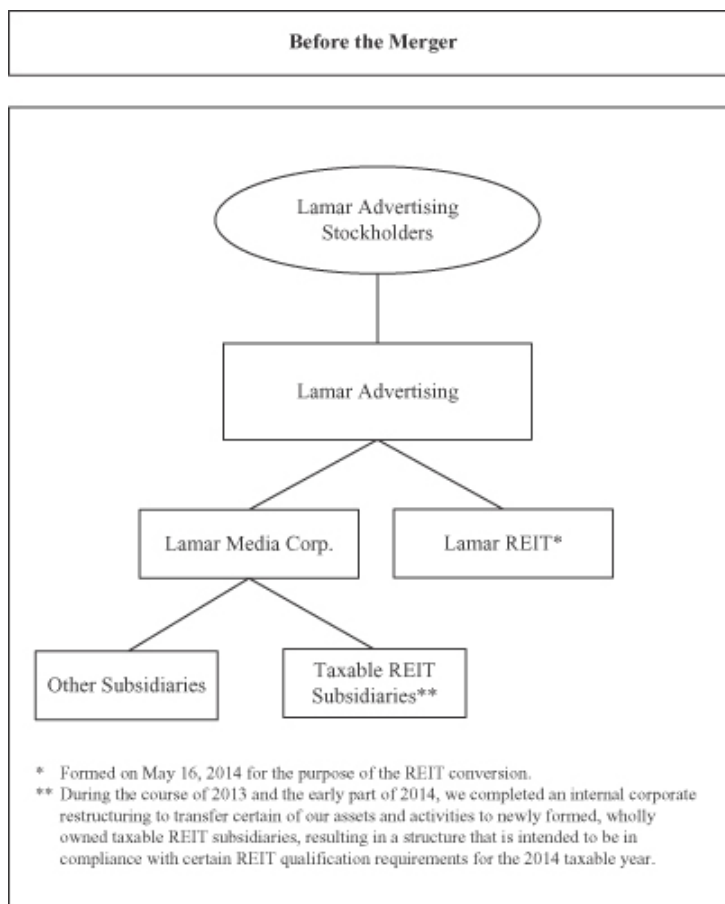 Before the Merger
Lamar Advertising
Stockholders
Lamar Advertising
Lamar Media Corp.
Lamar REIT*
Other Subsidiaries
Taxable REIT
Subsidiaries**
* Formed on May 16, 2014 for the purpose of the REIT conversion.
** During the course of 2013 and the early part of 2014, we completed an internal corporate
restructuring to transfer certain of our assets and activities to newly formed, wholly
owned taxable REIT subsidiaries, resulting in a structure that is intended to be in
compliance with certain REIT qualification requirements for the 2014 taxable year.